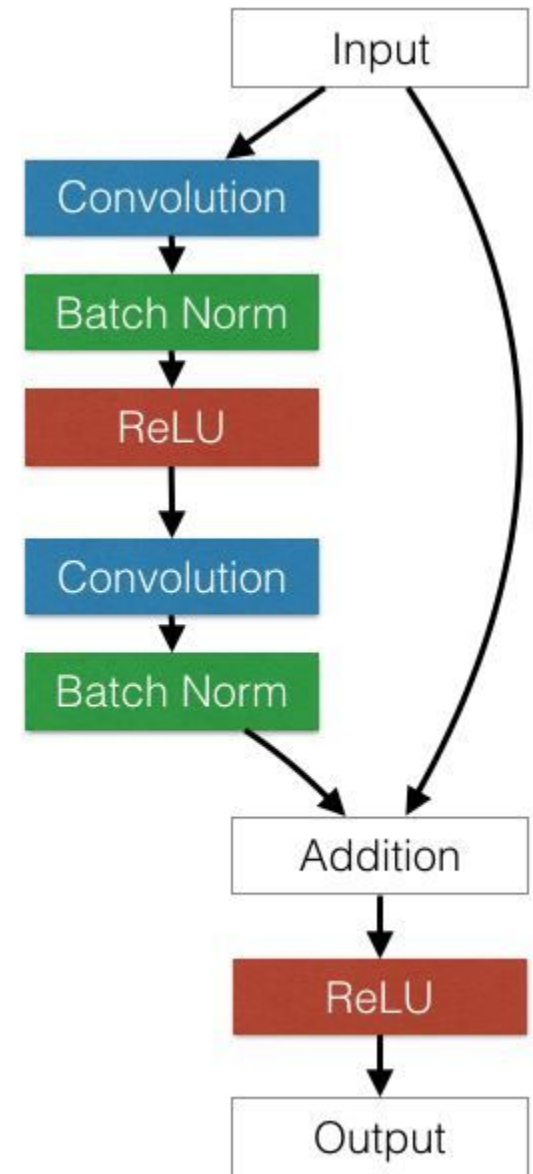 Input
Convolution
Batch Norm
ReLU
Convolution
Batch Norm
Addition
ReLU
Output